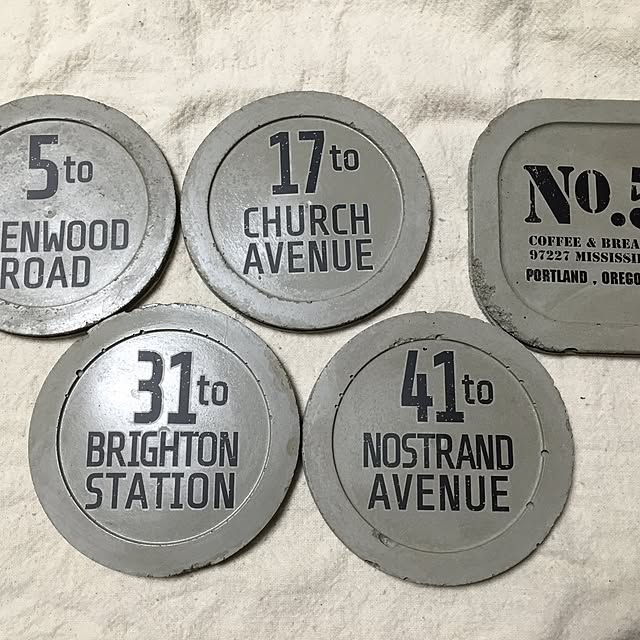 5 to
ENWOOD
ROAD
17 to
CHURCH
AVENUE
No.5
COFFEE & BREA
97227 MISSISSI
PORTLAND , OREGO
31 to
BRIGHTON
STATION
41 to
NOSTRAND
AVENUE